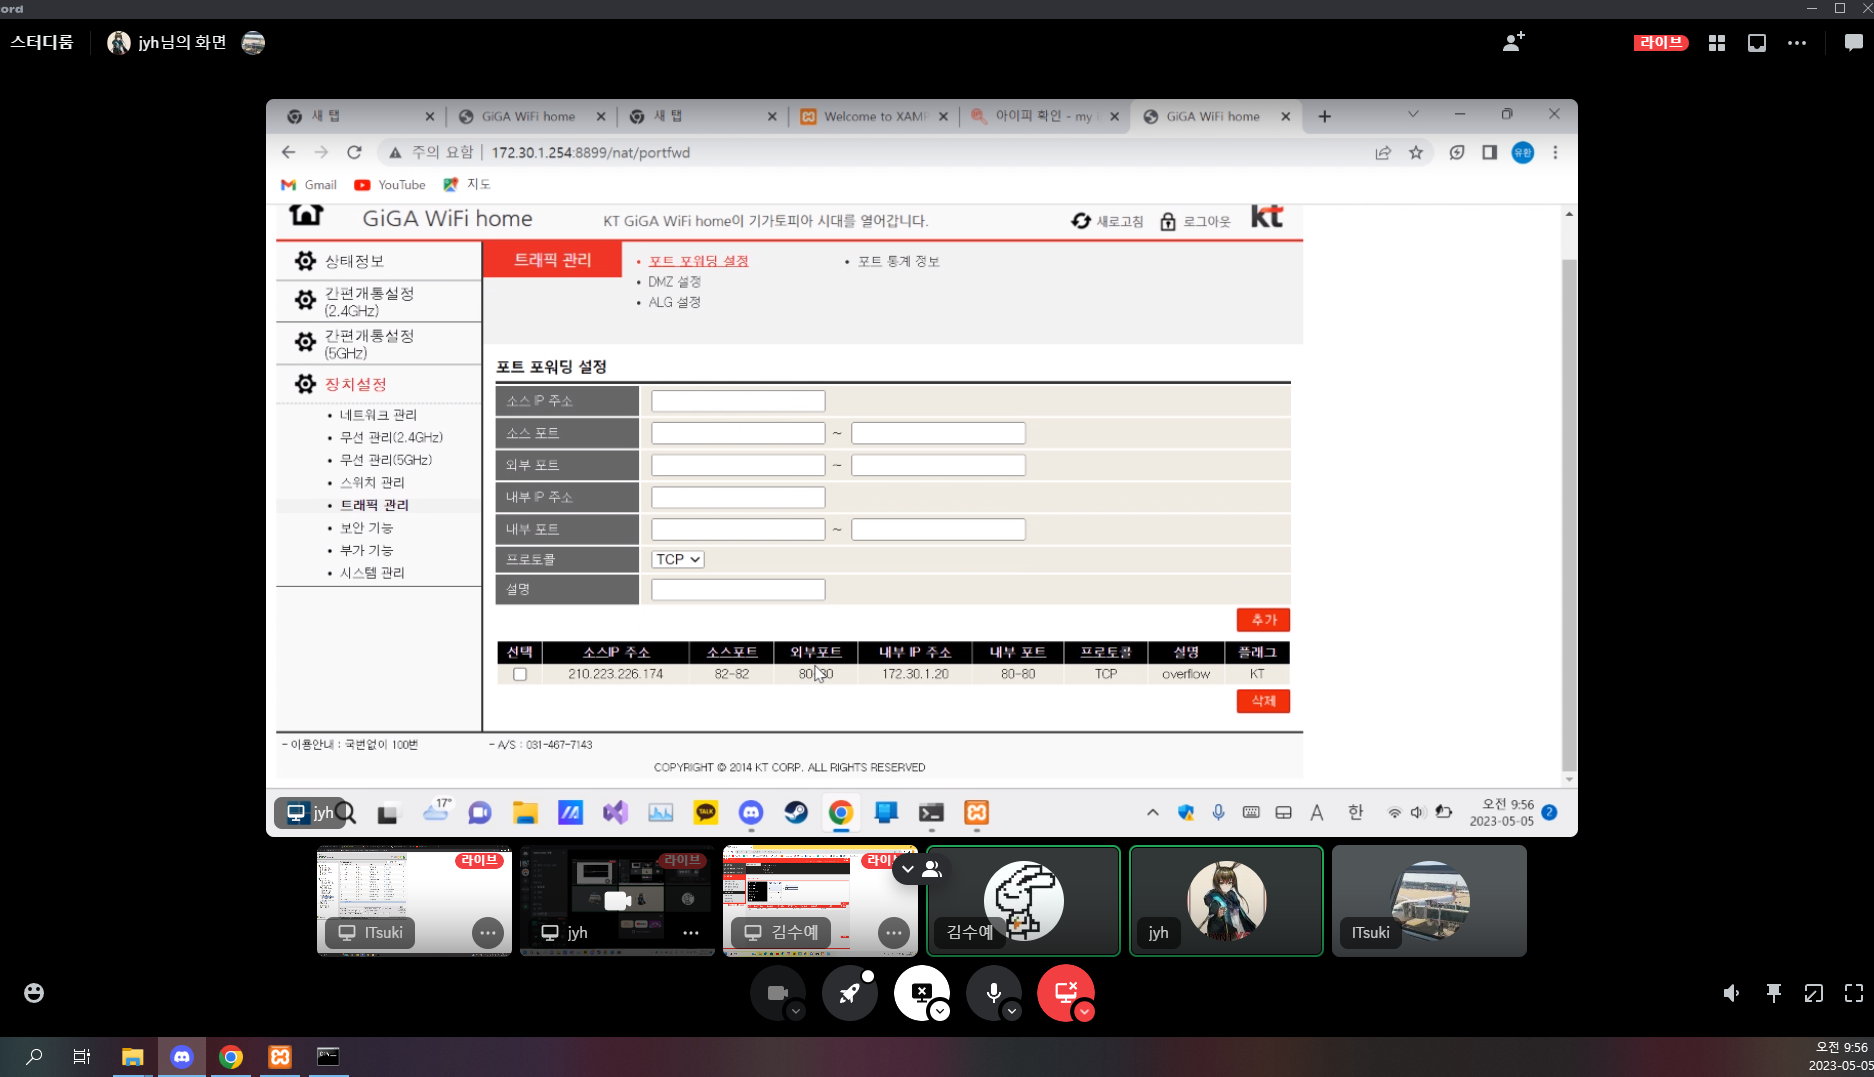 ord
스터디룸
jyh님의 화면
라이브
새 탭
GiGA WiFi home
새 탭
Welcome to XAMP
아이피 확인 - my
GiGA WiFi home
주의 요함
172.30.1.254:8899/nat/portfwd
유환
Gmail
YouTube
지도
GiGA WiFi home
KT GiGA WiFi home이 기가토피아 시대를 열어갑니다.
새로고침
로그아웃
kt
상태정보
간편개통설정
(2.4GHz)
간편개통설정
(5GHz)
장치설정
• 네트워크 관리
• 무선 관리(2.4GHz)
• 무선 관리(5GHz)
• 스위치 관리
• 트래픽 관리
• 보안 기능
• 부가 기능
• 시스템 관리
트래픽 관리
• 포트 포워딩 설정
• 포트 통계 정보
• DMZ 설정
• ALG 설정
포트 포워딩 설정
소스 IP 주소
소스 포트 ~
외부 포트 ~
내부 IP 주소
내부 포트 ~
프로토콜 TCP
설명
추가
선택 소스IP 주소 소스포트 외부포트 내부 IP 주소 내부 포트 프로토콜 설명 플래그
210.223.226.174 82-82 80-80 172.30.1.20 80-80 TCP overflow KT
삭제
- 이용안내 : 국번없이 100번
- A/S : 031-467-7143
COPYRIGHT © 2014 KT CORP. ALL RIGHTS RESERVED
jyh
17°
TALK
A
한
오전 9:56
2023-05-05
2
라이브
ITsuki
라이브
jyh
김수예
김수예
jyh
ITsuki
오전 9:56
2023-05-05